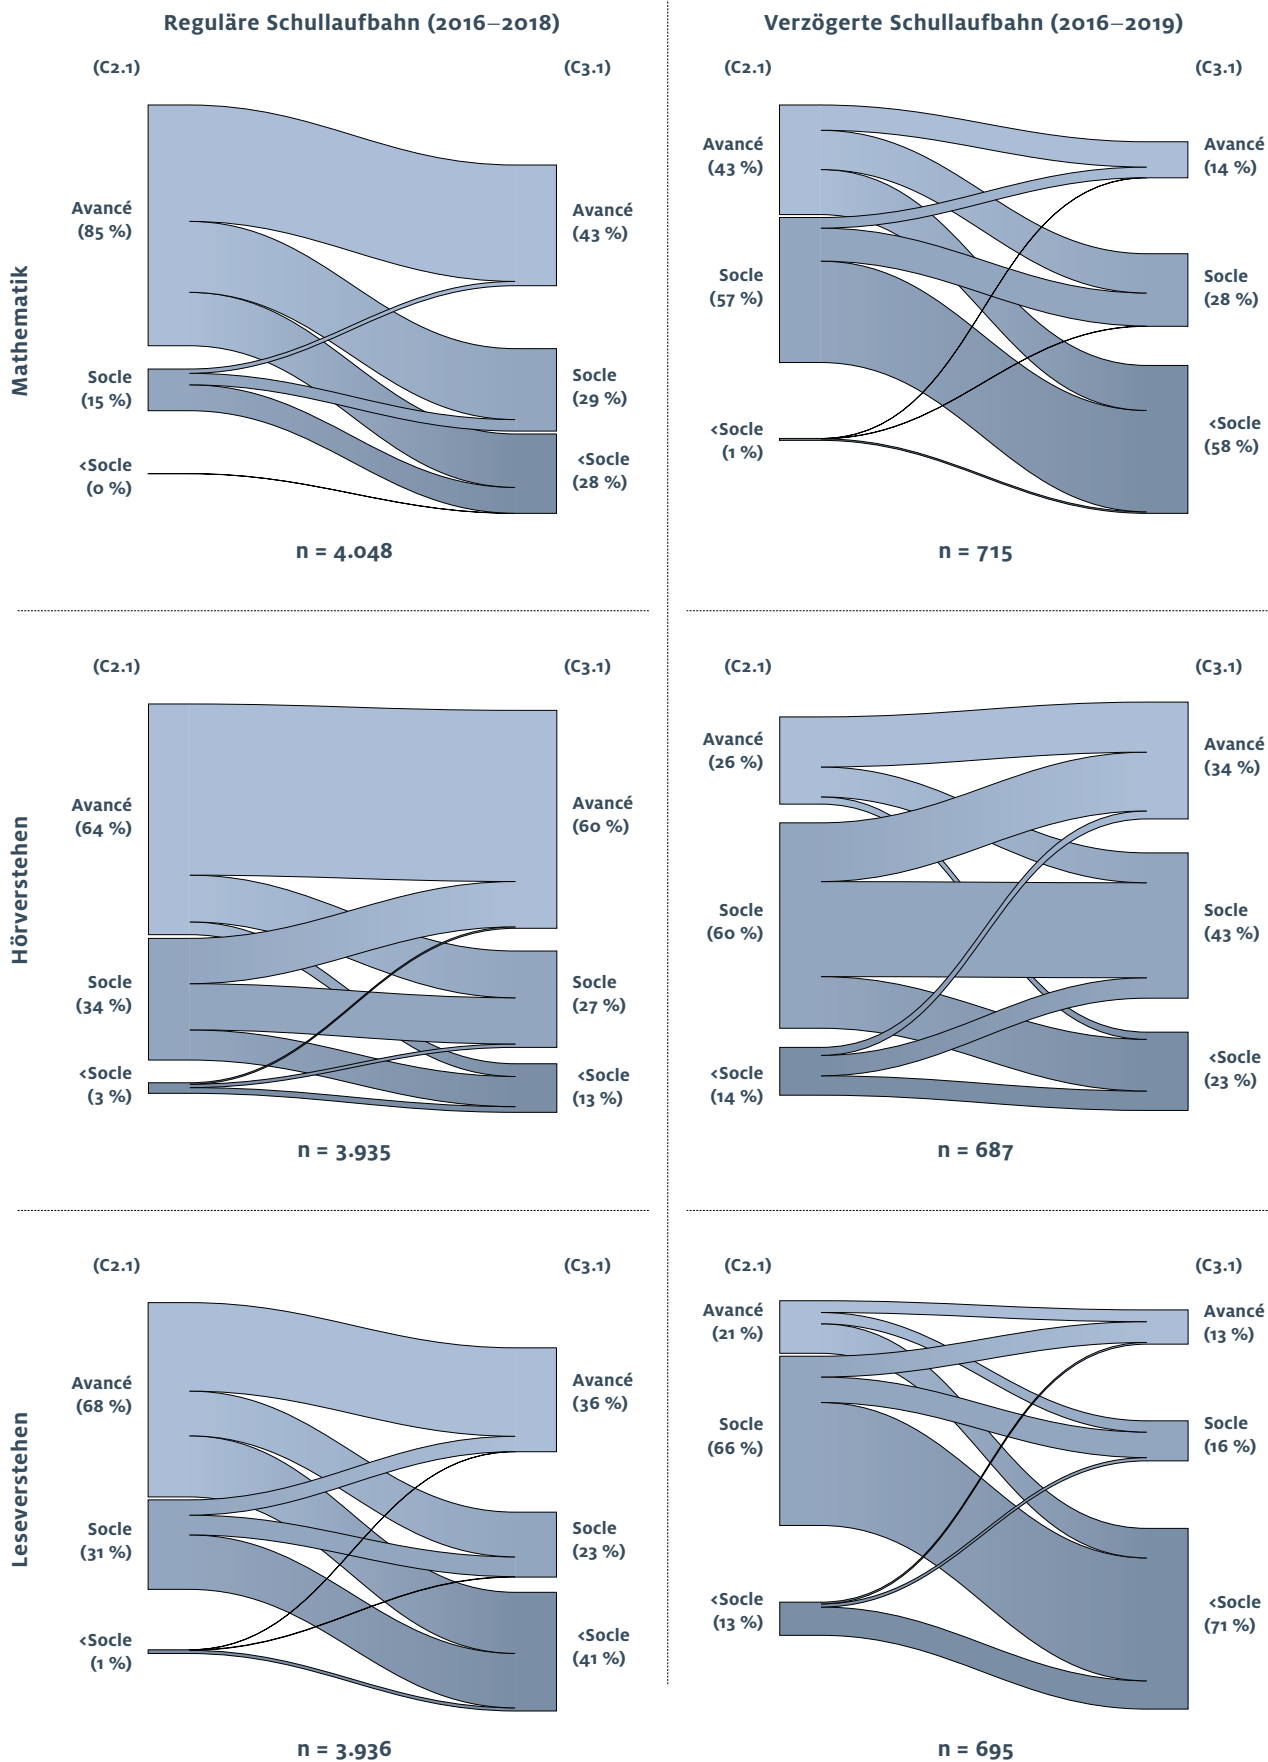 Reguläre Schullaufbahn (2016–2018)
Verzögerte Schullaufbahn (2016–2019)
Mathematik
(C2.1)
(C3.1)
Avancé
(85 %)
Socle
(15 %)
<Socle
(0 %)
Avancé
(43 %)
Socle
(29 %)
<Socle
(28 %)
n = 4.048
(C2.1)
(C3.1)
Avancé
(43 %)
Socle
(57 %)
<Socle
(1 %)
Avancé
(14 %)
Socle
(28 %)
<Socle
(58 %)
n = 715
Hörverstehen
(C2.1)
(C3.1)
Avancé
(64 %)
Socle
(34 %)
<Socle
(3 %)
Avancé
(60 %)
Socle
(27 %)
<Socle
(13 %)
n = 3.935
(C2.1)
(C3.1)
Avancé
(26 %)
Socle
(60 %)
<Socle
(14 %)
Avancé
(34 %)
Socle
(43 %)
<Socle
(23 %)
n = 687
Leseverstehen
(C2.1)
(C3.1)
Avancé
(68 %)
Socle
(31 %)
<Socle
(1 %)
Avancé
(36 %)
Socle
(23 %)
<Socle
(41 %)
n = 3.936
(C2.1)
(C3.1)
Avancé
(21 %)
Socle
(66 %)
<Socle
(13 %)
Avancé
(13 %)
Socle
(16 %)
<Socle
(71 %)
n = 695